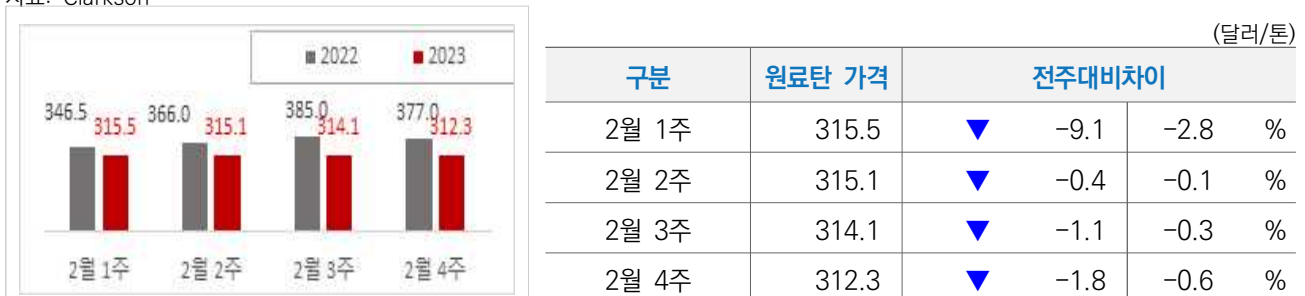 자료: Clarkson
■ 2022 ■ 2023
346.5 315.5 366.0 315.1 385.0 314.1 377.0 312.3
2월 1주 2월 2주 2월 3주 2월 4주
(달러/톤)
구분 원료탄 가격 전주대비차이
2월 1주 315.5 ▼ -9.1 -2.8 %
2월 2주 315.1 ▼ -0.4 -0.1 %
2월 3주 314.1 ▼ -1.1 -0.3 %
2월 4주 312.3 ▼ -1.8 -0.6 %